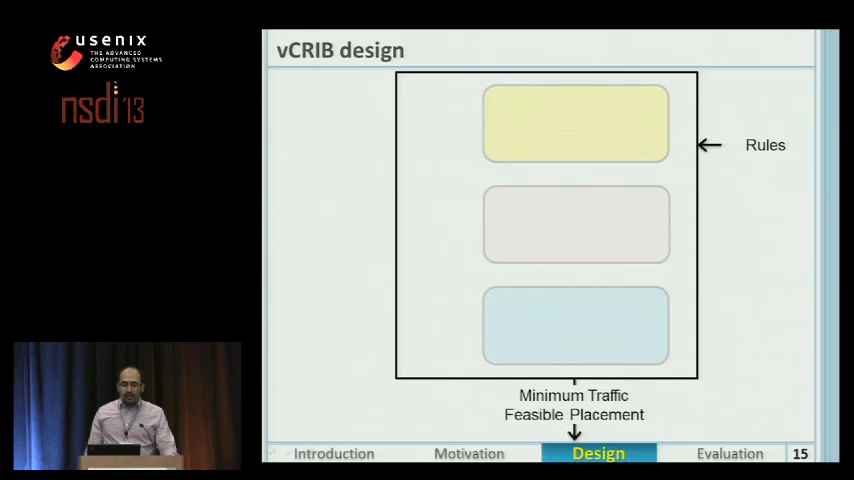 usenix
THE ADVANCED
COMPUTING SYSTEMS
ASSOCIATION
nsdi '13
vCRIB design
Rules
Minimum Traffic
Feasible Placement
Introduction
Motivation
Design
Evaluation
15